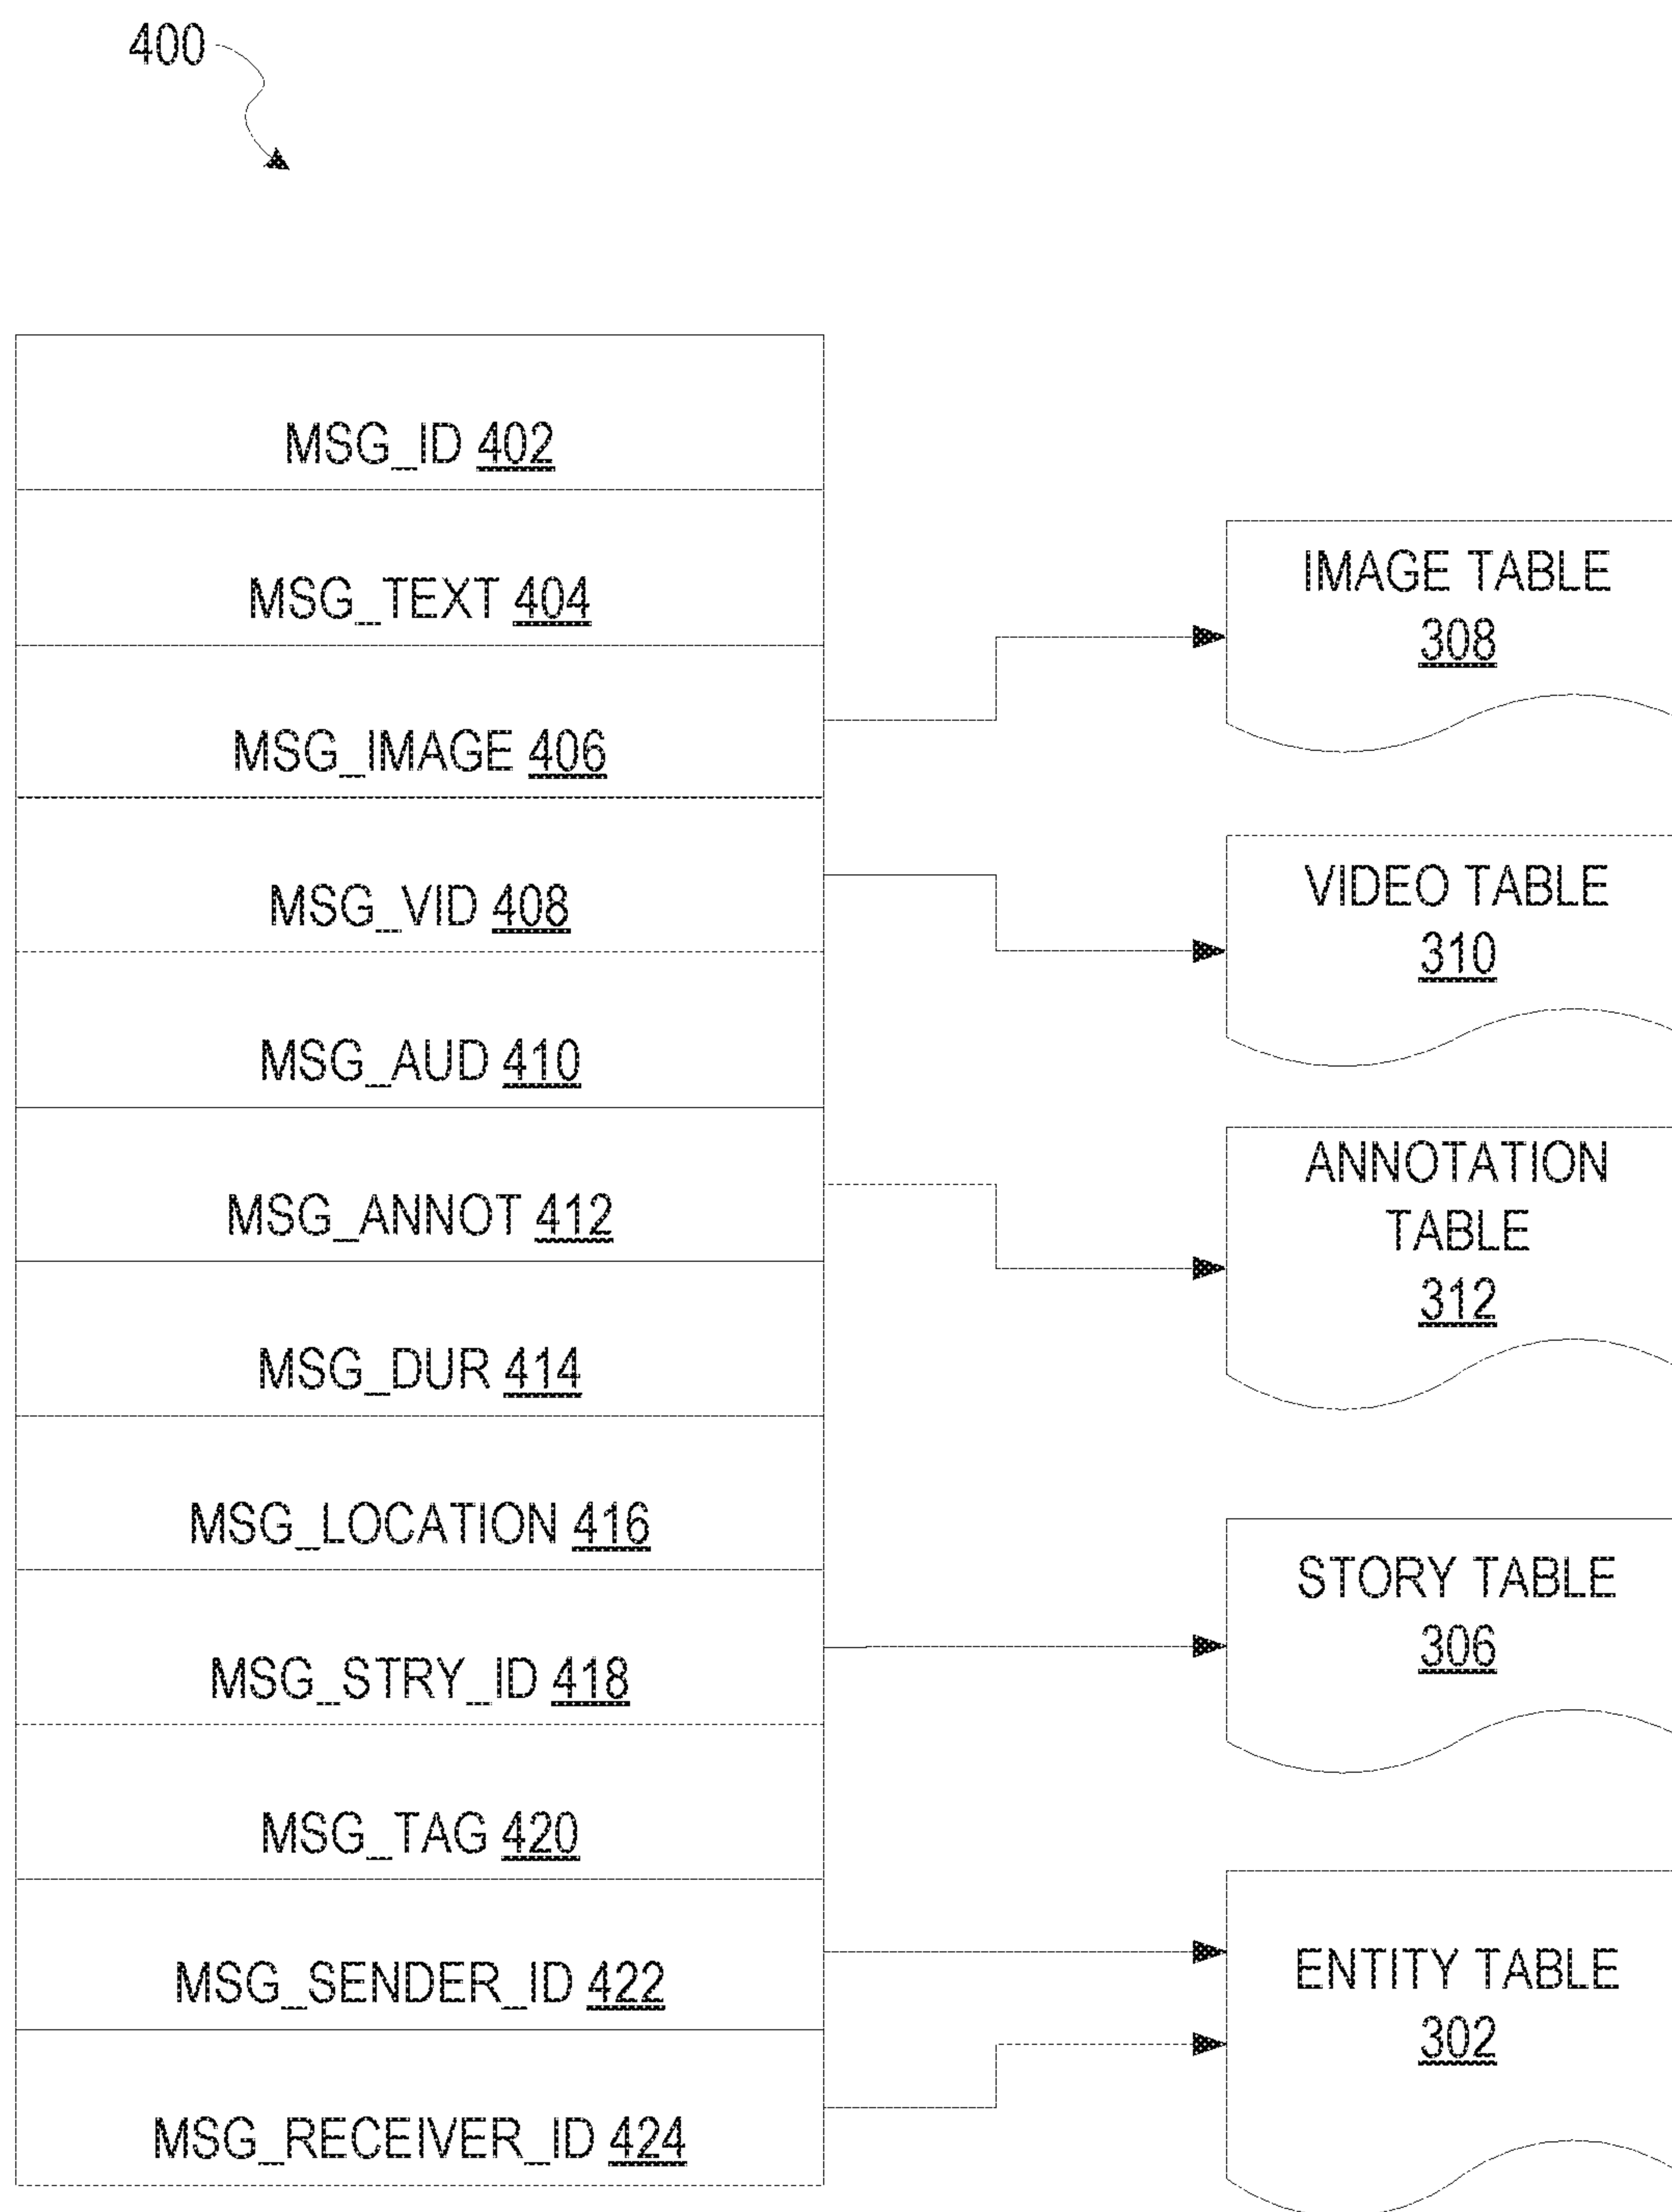 400
MSG_ID 402
MSG_TEXT 404
MSG_IMAGE 406
MSG_VID 408
MSG_AUD 410
MSG_ANNOT 412
MSG_DUR 414
MSG_LOCATION 416
MSG_STRY_ID 418
MSG_TAG 420
MSG_SENDER_ID 422
MSG_RECEIVER_ID 424
IMAGE TABLE
308
VIDEO TABLE
310
ANNOTATION
TABLE
312
STORY TABLE
306
ENTITY TABLE
302